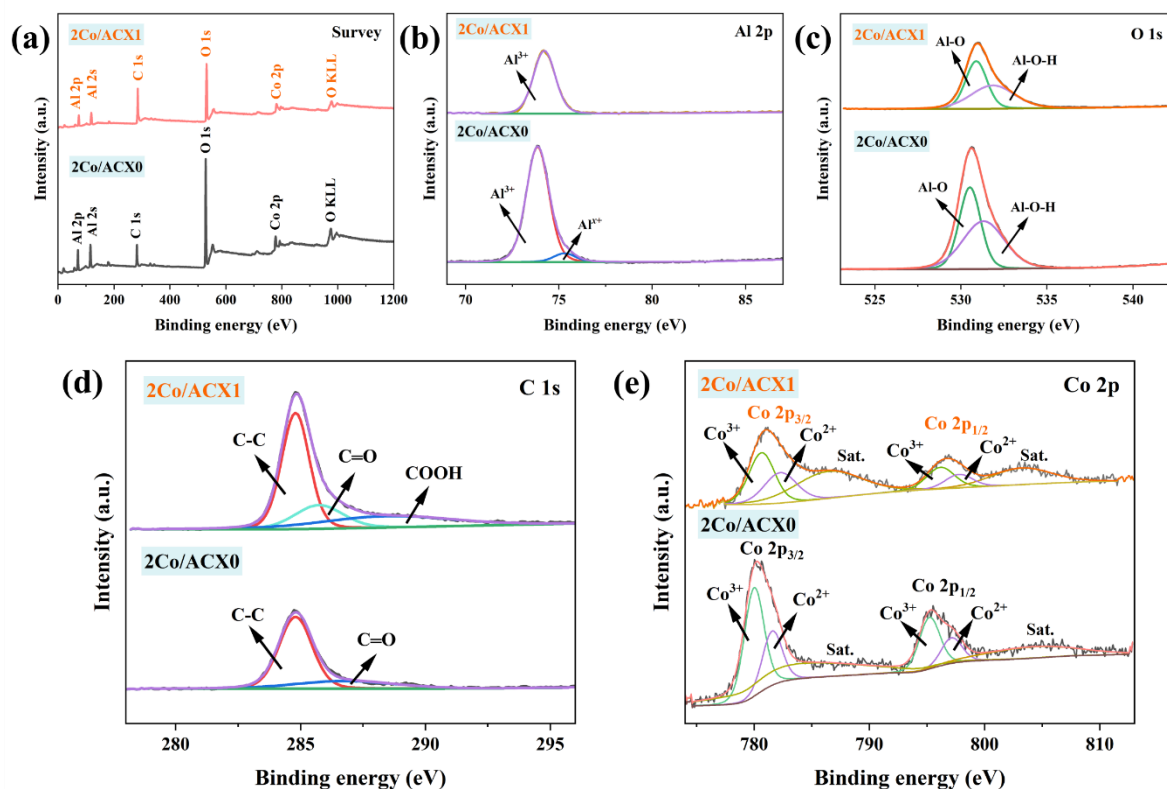 (a)
Survey
2Co/ACX1
Al 2p
Al 2s
C 1s
O 1s
Co 2p
O KLL
2Co/ACX0
Al 2p
Al 2s
C 1s
O 1s
Co 2p
O KLL
Intensity (a.u.)
0 200 400 600 800 1000 1200
Binding energy (eV)
(b)
Al 2p
2Co/ACX1
Al³⁺
2Co/ACX0
Al³⁺
Alˣ⁺
Intensity (a.u.)
70 75 80 85
Binding energy (eV)
(c)
O 1s
2Co/ACX1
Al-O
Al-O-H
2Co/ACX0
Al-O
Al-O-H
Intensity (a.u.)
525 530 535 540
Binding energy (eV)
(d)
C 1s
2Co/ACX1
C-C
C=O
COOH
2Co/ACX0
C-C
C=O
Intensity (a.u.)
280 285 290 295
Binding energy (eV)
(e)
Co 2p
2Co/ACX1
Co 2p₃/₂
Co³⁺
Co²⁺
Sat.
Co 2p₁/₂
Co³⁺
Co²⁺
Sat.
2Co/ACX0
Co 2p₃/₂
Co³⁺
Co²⁺
Sat.
Co 2p₁/₂
Co³⁺
Co²⁺
Sat.
Intensity (a.u.)
780 790 800 810
Binding energy (eV)